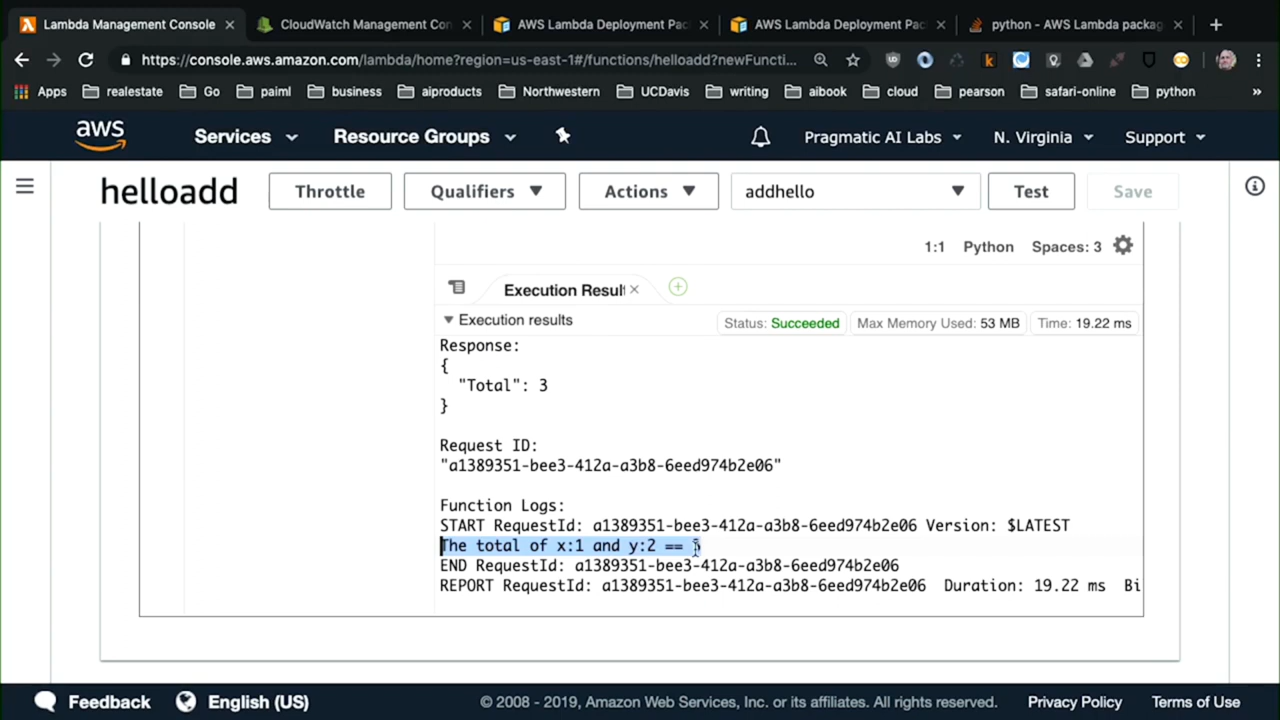 Lambda Management Console
CloudWatch Management Con
AWS Lambda Deployment Pac
AWS Lambda Deployment Pac
python - AWS Lambda packag
https://console.aws.amazon.com/lambda/home?region=us-east-1#/functions/helloadd?newFuncti...
Apps realestate Go paiml business aiproducts Northwestern UCDavis writing aibook cloud pearson safari-online python »
aws Services Resource Groups Pragmatic AI Labs N. Virginia Support
helloadd Throttle Qualifiers Actions addhello Test Save
1:1 Python Spaces: 3
Execution Result
Execution results Status: Succeeded Max Memory Used: 53 MB Time: 19.22 ms
Response:
{
"Total": 3
}
Request ID:
"a1389351-bee3-412a-a3b8-6eed974b2e06"
Function Logs:
START RequestId: a1389351-bee3-412a-a3b8-6eed974b2e06 Version: $LATEST
The total of x:1 and y:2 ==
END RequestId: a1389351-bee3-412a-a3b8-6eed974b2e06
REPORT RequestId: a1389351-bee3-412a-a3b8-6eed974b2e06 Duration: 19.22 ms Bi
Feedback English (US) © 2008 - 2019, Amazon Web Services, Inc. or its affiliates. All rights reserved. Privacy Policy Terms of Use